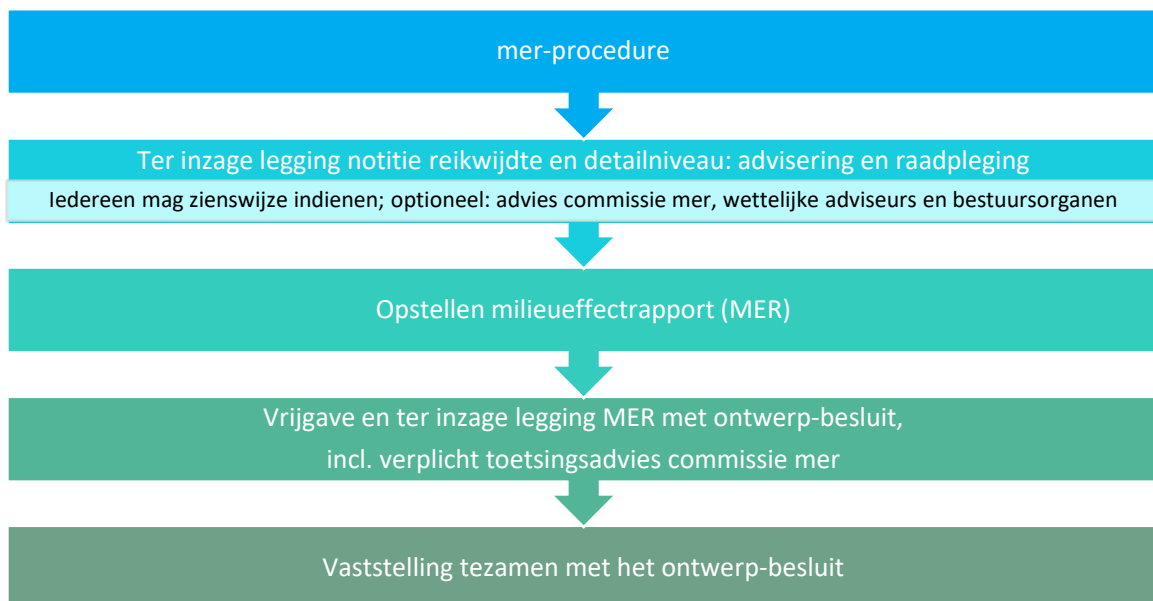 mer-procedure
Ter inzage legging notitie reikwijdte en detailniveau: advisering en raadpleging
Iedereen mag zienswijze indienen; optioneel: advies commissie mer, wettelijke adviseurs en bestuursorganen
Opstellen milieueffectrapport (MER)
Vrijgave en ter inzage legging MER met ontwerp-besluit,
incl. verplicht toetsingsadvies commissie mer
Vaststelling tezamen met het ontwerp-besluit